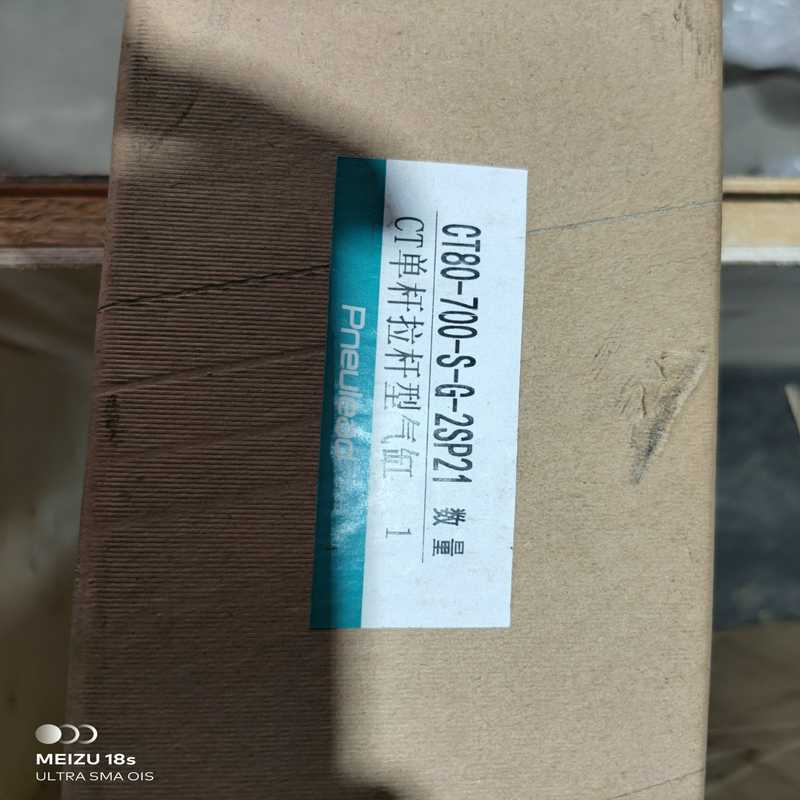 CT80-700-S-G-2SP21 数量
CT单杆拉杆型气缸 1
Pneulead
MEIZU 18s
ULTRA SMA OIS